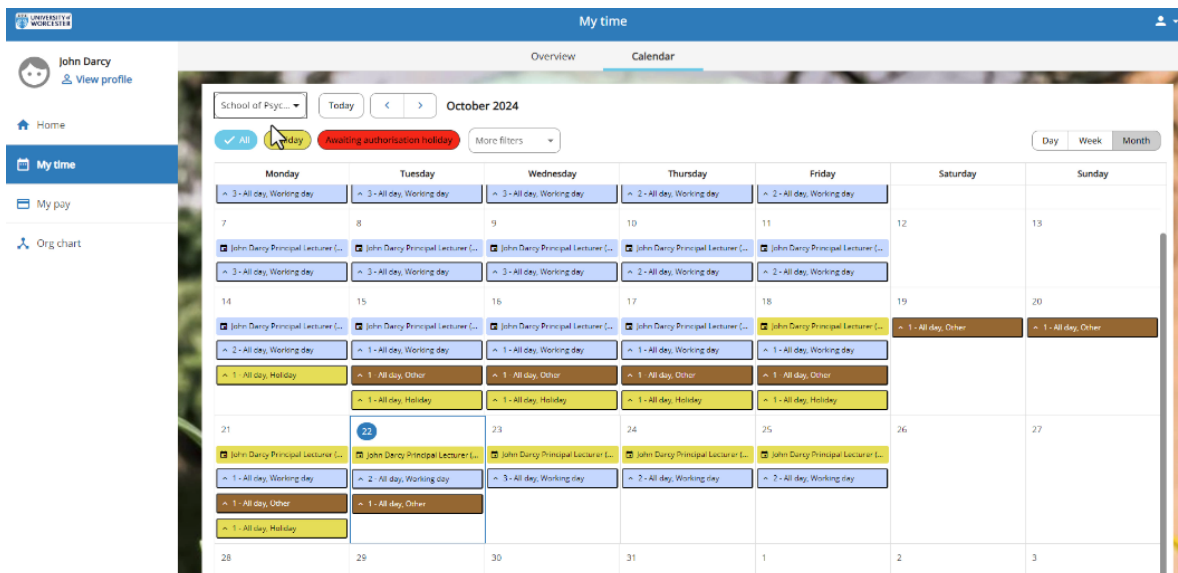 UNIVERSITY of
WORCESTER
My time
John Darcy
View profile
Overview Calendar
School of Psyc... Today < > October 2024
Home
All Awaiting authorisation holiday More filters Day Week Month
My time
Monday Tuesday Wednesday Thursday Friday Saturday Sunday
3 - All day, Working day 3 - All day, Working day 3 - All day, Working day 2 - All day, Working day 2 - All day, Working day
My pay
7 8 9 10 11 12 13
Org chart
John Darcy Principal Lecturer (... John Darcy Principal Lecturer (... John Darcy Principal Lecturer (... John Darcy Principal Lecturer (... John Darcy Principal Lecturer (...
3 - All day, Working day 3 - All day, Working day 3 - All day, Working day 2 - All day, Working day 2 - All day, Working day
14 15 16 17 18 19 20
John Darcy Principal Lecturer (... John Darcy Principal Lecturer (... John Darcy Principal Lecturer (... John Darcy Principal Lecturer (... John Darcy Principal Lecturer (... 1 - All day, Other 1 - All day, Other
2 - All day, Working day 1 - All day, Working day 1 - All day, Working day 1 - All day, Working day 1 - All day, Working day
1 - All day, Holiday 1 - All day, Other 1 - All day, Other 1 - All day, Other 1 - All day, Other
1 - All day, Holiday 1 - All day, Holiday 1 - All day, Holiday 1 - All day, Holiday
21 22 23 24 25 26 27
John Darcy Principal Lecturer (... John Darcy Principal Lecturer (... John Darcy Principal Lecturer (... John Darcy Principal Lecturer (... John Darcy Principal Lecturer (...
1 - All day, Working day 2 - All day, Working day 3 - All day, Working day 2 - All day, Working day 2 - All day, Working day
1 - All day, Other 1 - All day, Other
1 - All day, Holiday
28 29 30 31 1 2 3